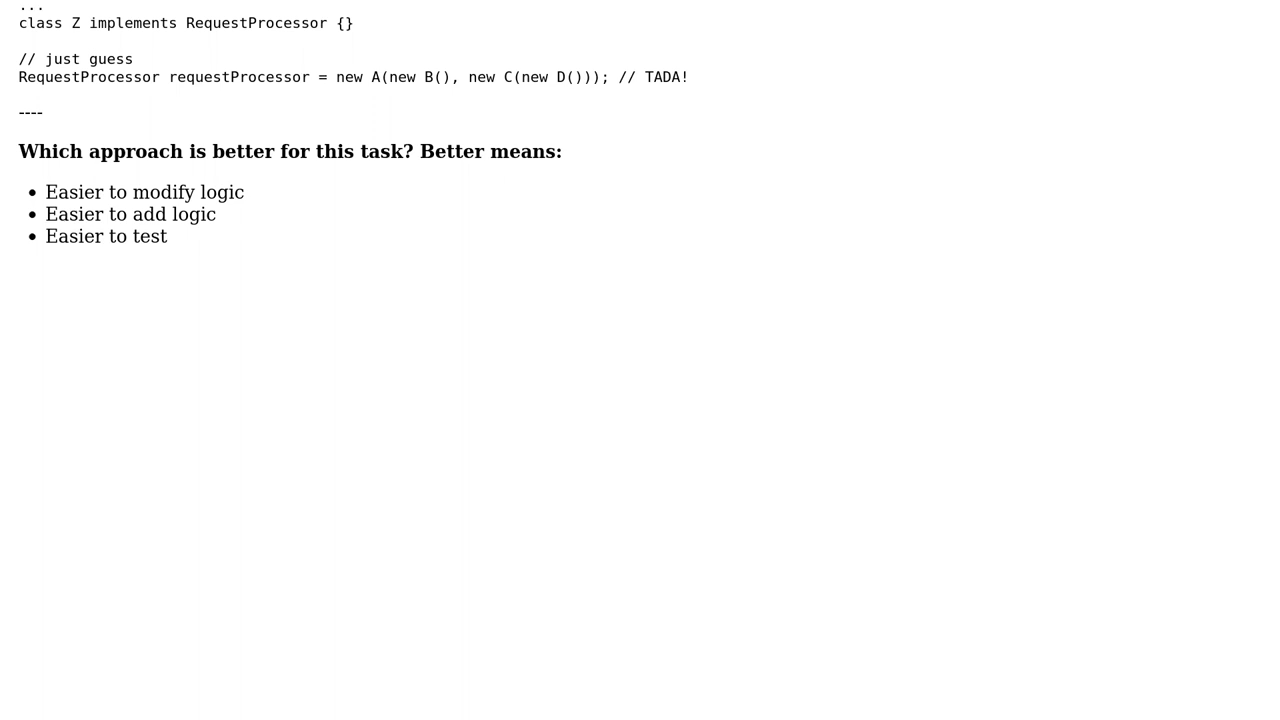 ...
class Z implements RequestProcessor {}
// just guess
RequestProcessor requestProcessor = new A(new B(), new C(new D())); // TADA!
----
Which approach is better for this task? Better means:
• Easier to modify logic
• Easier to add logic
• Easier to test